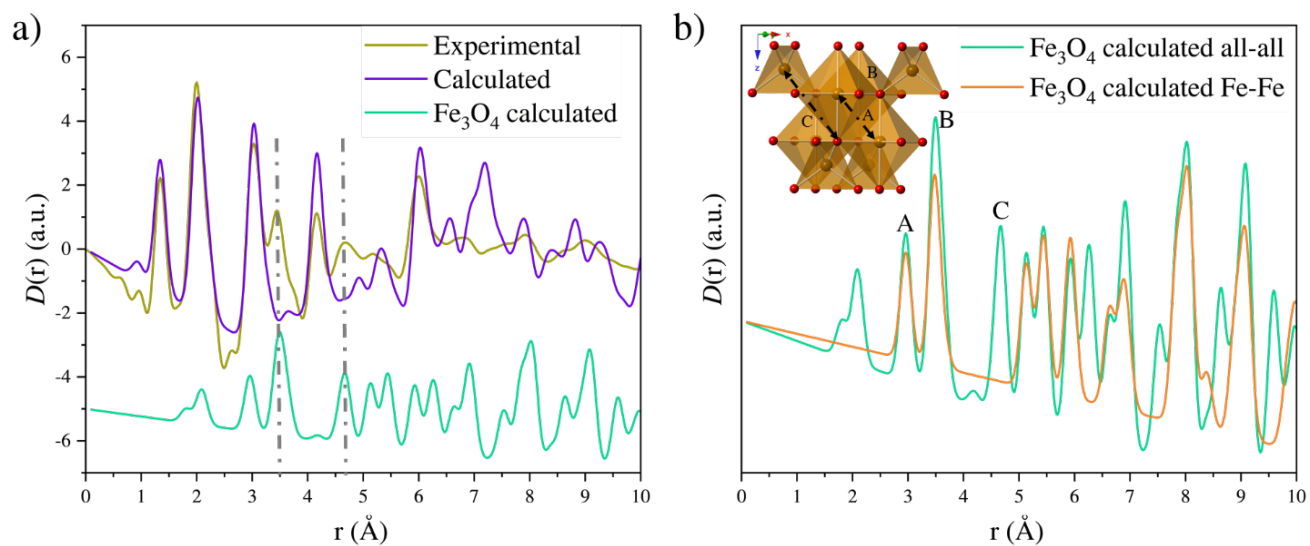 a)
Experimental
Calculated
Fe₃O₄ calculated
D(r) (a.u.)
6
4
2
0
-2
-4
-6
0 1 2 3 4 5 6 7 8 9 10
r (Å)
b)
x
z
B
C
A
Fe₃O₄ calculated all-all
Fe₃O₄ calculated Fe-Fe
A
B
C
D(r) (a.u.)
0 1 2 3 4 5 6 7 8 9 10
r (Å)